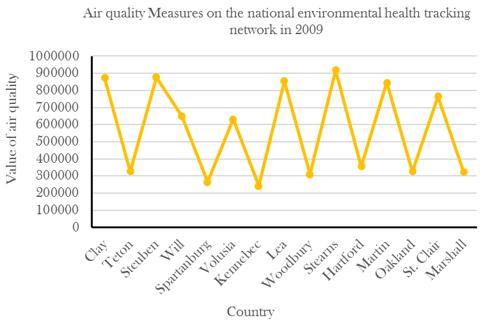 Air quality Measures on the national environmental health tracking
network in 2009
Value of air quality
1000000
900000
800000
700000
600000
500000
400000
300000
200000
100000
0
Clay
Teton
Steuben
Will
Spartanburg
Volusia
Kennebec
Lea
Woodbury
Stearns
Hartford
Martin
Oakland
St. Clair
Marshall
Country